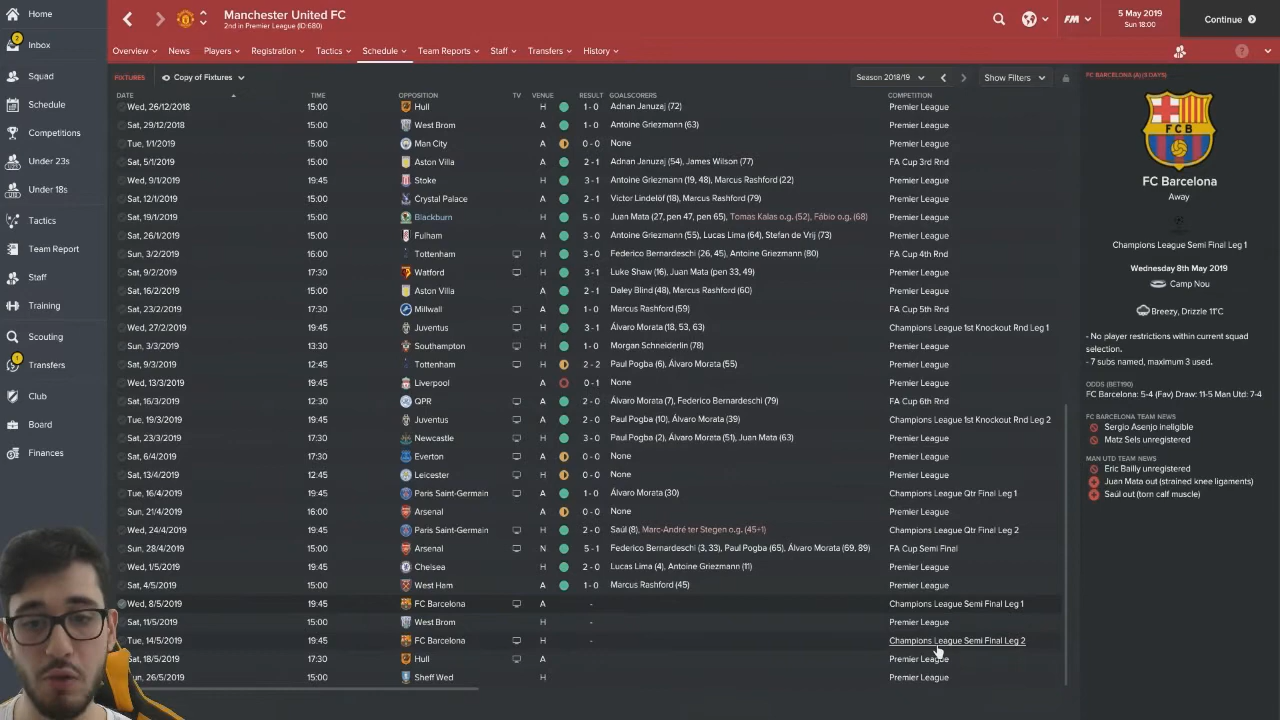 Home
Inbox
Squad
Schedule
Competitions
Under 23s
Under 18s
Tactics
Team Report
Staff
Training
Scouting
Transfers
Club
Board
Finances
Manchester United FC
2nd in Premier League (ID:680)
5 May 2019
Sun 18:00
Continue
FM
Overview News Players Registration Tactics Schedule Team Reports Staff Transfers History
FIXTURES Copy of Fixtures Season 2018/19 Show Filters
DATE TIME OPPOSITION TV VENUE RESULT GOALSCORERS COMPETITION
Wed, 26/12/2018 15:00 Hull H 1 - 0 Adnan Januzaj (72) Premier League
Sat, 29/12/2018 15:00 West Brom A 1 - 0 Antoine Griezmann (63) Premier League
Tue, 1/1/2019 15:00 Man City A 0 - 0 None Premier League
Sat, 5/1/2019 15:00 Aston Villa A 2 - 1 Adnan Januzaj (54), James Wilson (77) FA Cup 3rd Rnd
Wed, 9/1/2019 19:45 Stoke H 3 - 1 Antoine Griezmann (19, 48), Marcus Rashford (22) Premier League
Sat, 12/1/2019 15:00 Crystal Palace A 2 - 1 Victor Lindelöf (18), Marcus Rashford (79) Premier League
Sat, 19/1/2019 15:00 Blackburn H 5 - 0 Juan Mata (27, pen 47, pen 65), Tomas Kalas o.g. (52), Fábio o.g. (68) Premier League
Sat, 26/1/2019 15:00 Fulham A 3 - 0 Antoine Griezmann (55), Lucas Lima (64), Stefan de Vrij (73) Premier League
Sun, 3/2/2019 16:00 Tottenham H 3 - 0 Federico Bernardeschi (26, 45), Antoine Griezmann (80) FA Cup 4th Rnd
Sat, 9/2/2019 17:30 Watford H 3 - 1 Luke Shaw (16), Juan Mata (pen 33, 49) Premier League
Sat, 16/2/2019 15:00 Aston Villa A 2 - 1 Daley Blind (48), Marcus Rashford (60) Premier League
Sat, 23/2/2019 17:30 Millwall A 1 - 0 Marcus Rashford (59) FA Cup 5th Rnd
Wed, 27/2/2019 19:45 Juventus H 3 - 1 Álvaro Morata (18, 53, 63) Champions League 1st Knockout Rnd Leg 1
Sun, 3/3/2019 13:30 Southampton H 1 - 0 Morgan Schneiderlin (78) Premier League
Sat, 9/3/2019 12:45 Tottenham H 2 - 2 Paul Pogba (6), Álvaro Morata (55) Premier League
Wed, 13/3/2019 19:45 Liverpool A 0 - 1 None Premier League
Sat, 16/3/2019 12:30 QPR A 2 - 0 Álvaro Morata (7), Federico Bernardeschi (79) FA Cup 6th Rnd
Tue, 19/3/2019 19:45 Juventus A 2 - 0 Paul Pogba (10), Álvaro Morata (39) Champions League 1st Knockout Rnd Leg 2
Sat, 23/3/2019 17:30 Newcastle H 3 - 0 Paul Pogba (2), Álvaro Morata (51), Juan Mata (63) Premier League
Sat, 6/4/2019 17:30 Everton A 0 - 0 None Premier League
Sat, 13/4/2019 12:45 Leicester H 0 - 0 None Premier League
Tue, 16/4/2019 19:45 Paris Saint-Germain A 1 - 0 Álvaro Morata (30) Champions League Qtr Final Leg 1
Sun, 21/4/2019 16:00 Arsenal A 0 - 0 None Premier League
Wed, 24/4/2019 19:45 Paris Saint-Germain H 2 - 0 Saúl (8), Marc-André ter Stegen o.g. (45+1) Champions League Qtr Final Leg 2
Sun, 28/4/2019 15:00 Arsenal N 5 - 1 Federico Bernardeschi (3, 33), Paul Pogba (65), Álvaro Morata (69, 89) FA Cup Semi Final
Wed, 1/5/2019 19:45 Chelsea H 2 - 0 Lucas Lima (4), Antoine Griezmann (11) Premier League
Sat, 4/5/2019 15:00 West Ham A 1 - 0 Marcus Rashford (45) Premier League
Wed, 8/5/2019 19:45 FC Barcelona A - Champions League Semi Final Leg 1
Sat, 11/5/2019 15:00 West Brom H - Premier League
Tue, 14/5/2019 19:45 FC Barcelona H - Champions League Semi Final Leg 2
Sat, 18/5/2019 17:30 Hull A Premier League
Sun, 26/5/2019 15:00 Sheff Wed H Premier League
FC BARCELONA (A) (3 DAYS)
FCB
FC Barcelona
Away
Champions League Semi Final Leg 1
Wednesday 8th May 2019
Camp Nou
Breezy, Drizzle 11°C
- No player restrictions within current squad
selection.
- 7 subs named, maximum 3 used.
ODDS (BET190)
FC Barcelona: 5-4 (Fav) Draw: 11-5 Man Utd: 7-4
FC BARCELONA TEAM NEWS
Sergio Asenjo ineligible
Matz Sels unregistered
MAN UTD TEAM NEWS
Eric Bailly unregistered
Juan Mata out (strained knee ligaments)
Saúl out (torn calf muscle)